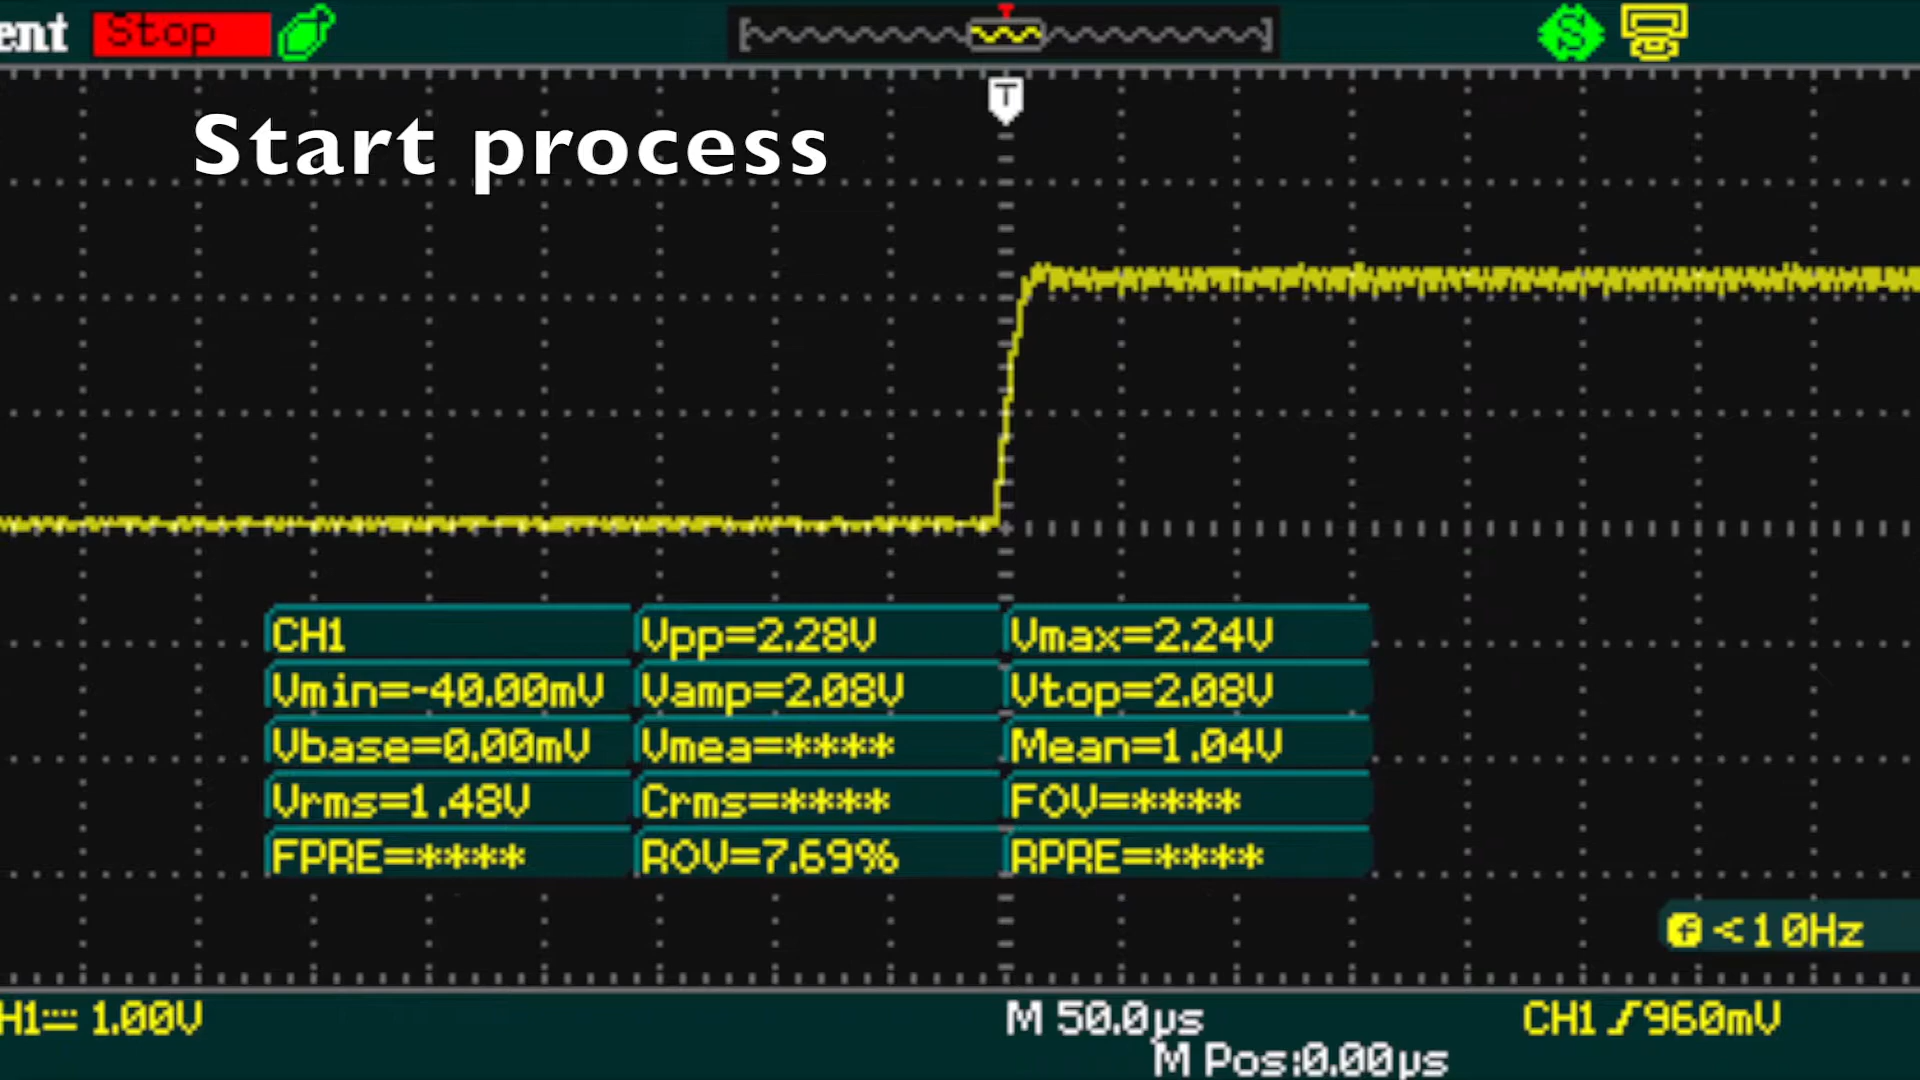 ent Stop S
T
Start process
CH1 Vpp=2.28V Vmax=2.24V
Vmin=-40.00mV Vamp=2.08V Vtop=2.08V
Vbase=0.00mV Vmea=**** Mean=1.04V
Vrms=1.48V Crms=**** FOV=****
FPRE=**** ROV=7.69% RPRE=****
f <10Hz
H1 1.00V M 50.0µs CH1 960mV
M Pos:0.00µs